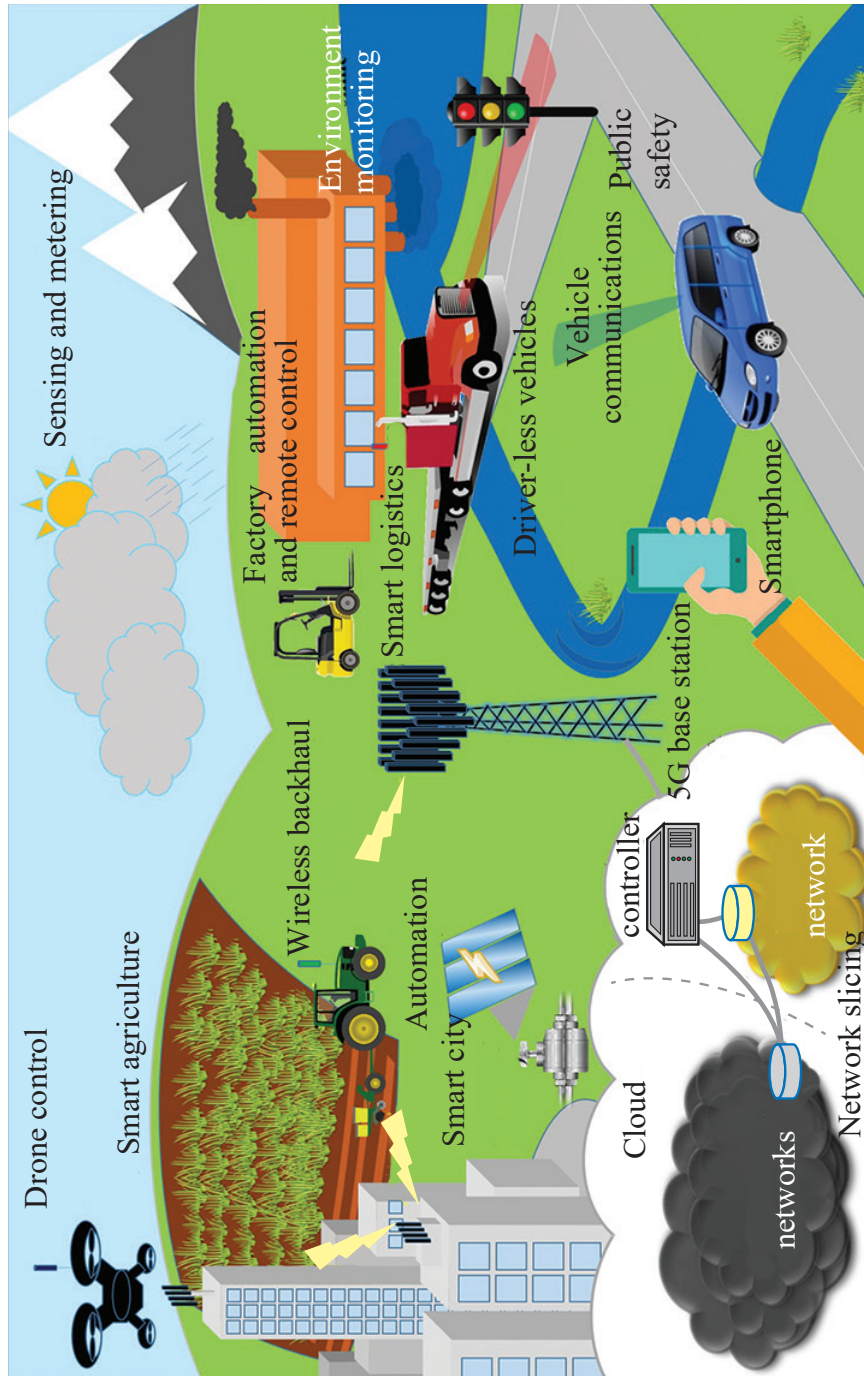 Drone control
Sensing and metering
Smart agriculture
Factory automation
and remote control
Environment
monitoring
Wireless backhaul
Smart logistics
Automation
Smart city
Driver-less vehicles
Vehicle
communications
Public
safety
Cloud
controller
5G base station
Smartphone
networks
network
Network slicing